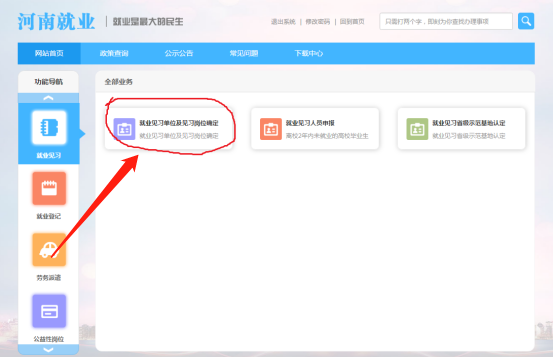 河南就业 就业是最大的民生
退出系统 | 修改密码 | 回到首页 只需打两个字，即刻为你查找办理事项
网站首页 政策查询 公示公告 常见问题 下载中心
功能导航
全部业务
就业见习单位及见习岗位确定
就业见习单位及见习岗位确定
就业见习人员申报
离校2年内未就业的高校毕业生
就业见习省级示范基地认定
就业见习省级示范基地认定
就业见习
就业登记
劳务派遣
公益性岗位